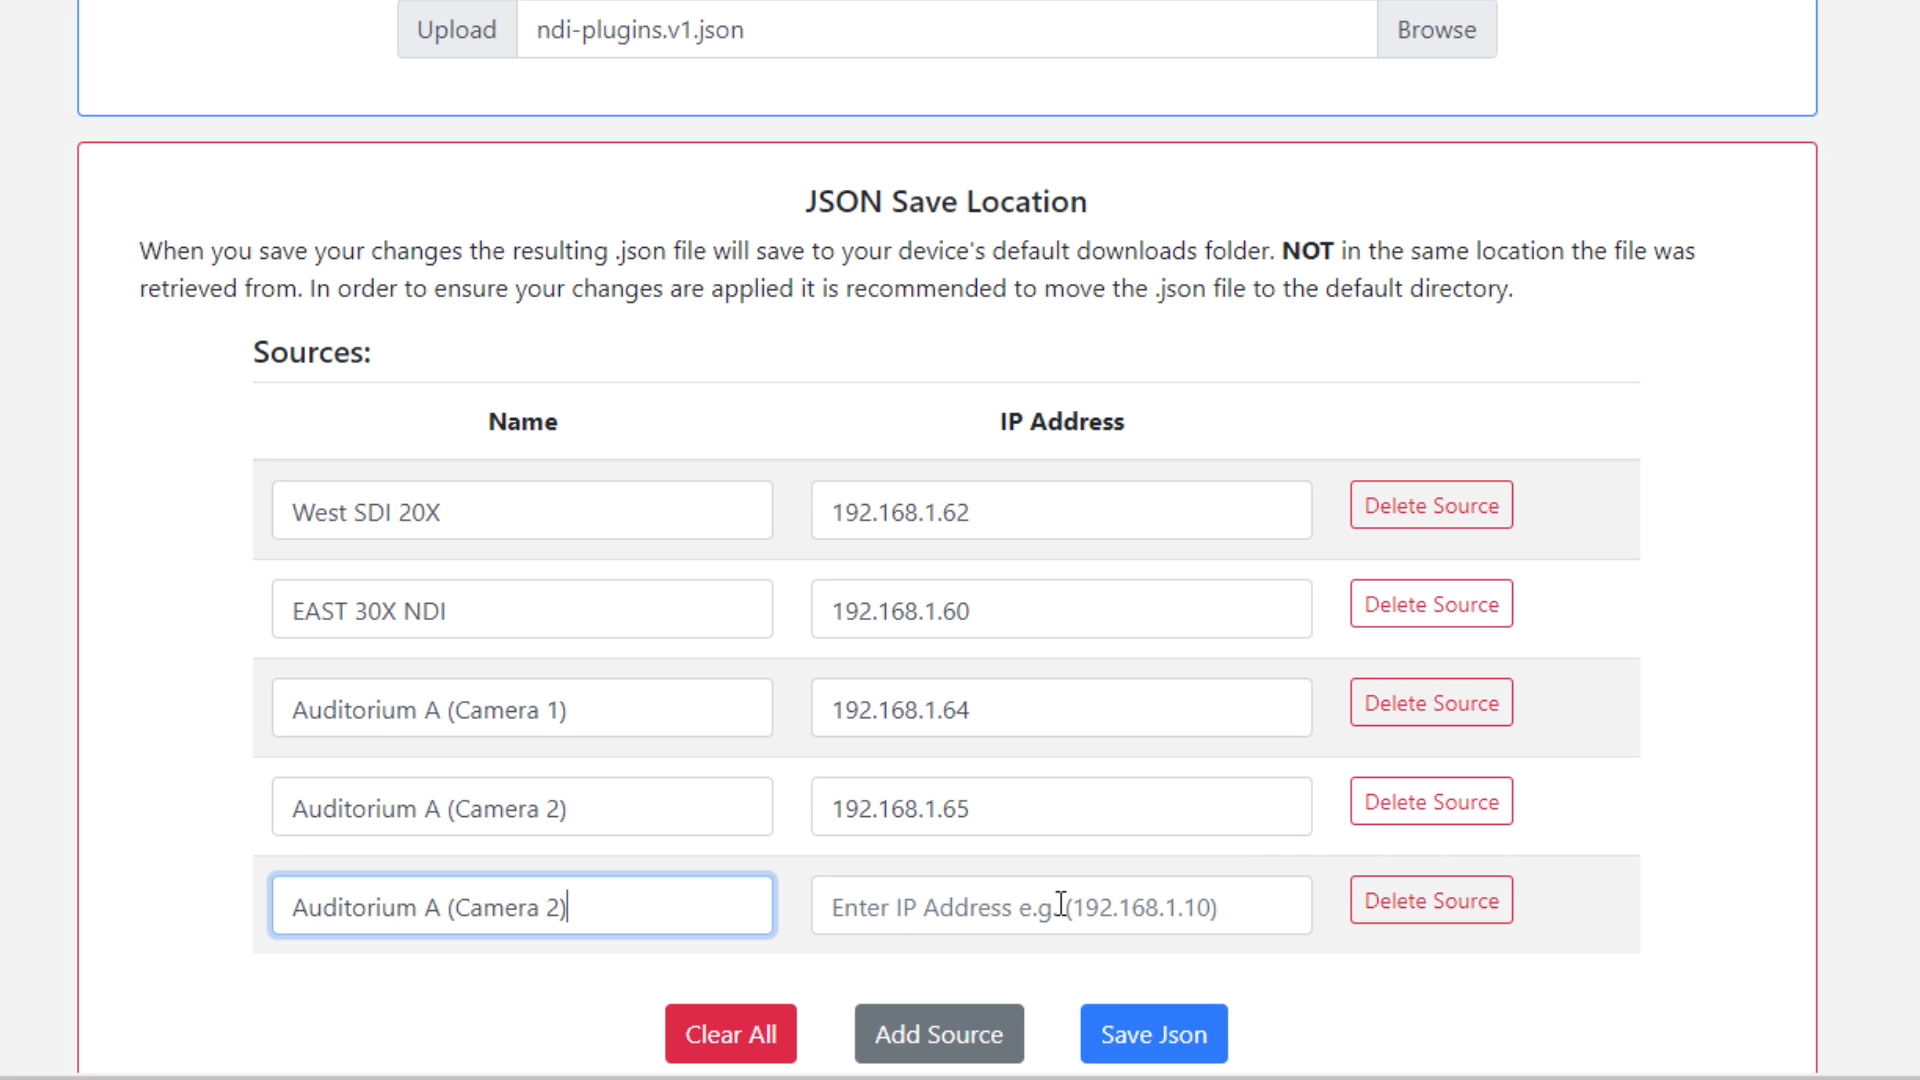 Upload ndi-plugins.v1.json Browse
JSON Save Location
When you save your changes the resulting .json file will save to your device's default downloads folder. NOT in the same location the file was
retrieved from. In order to ensure your changes are applied it is recommended to move the .json file to the default directory.
Sources:
Name IP Address
West SDI 20X 192.168.1.62 Delete Source
EAST 30X NDI 192.168.1.60 Delete Source
Auditorium A (Camera 1) 192.168.1.64 Delete Source
Auditorium A (Camera 2) 192.168.1.65 Delete Source
Auditorium A (Camera 2) Enter IP Address e.g. (192.168.1.10) Delete Source
Clear All Add Source Save Json